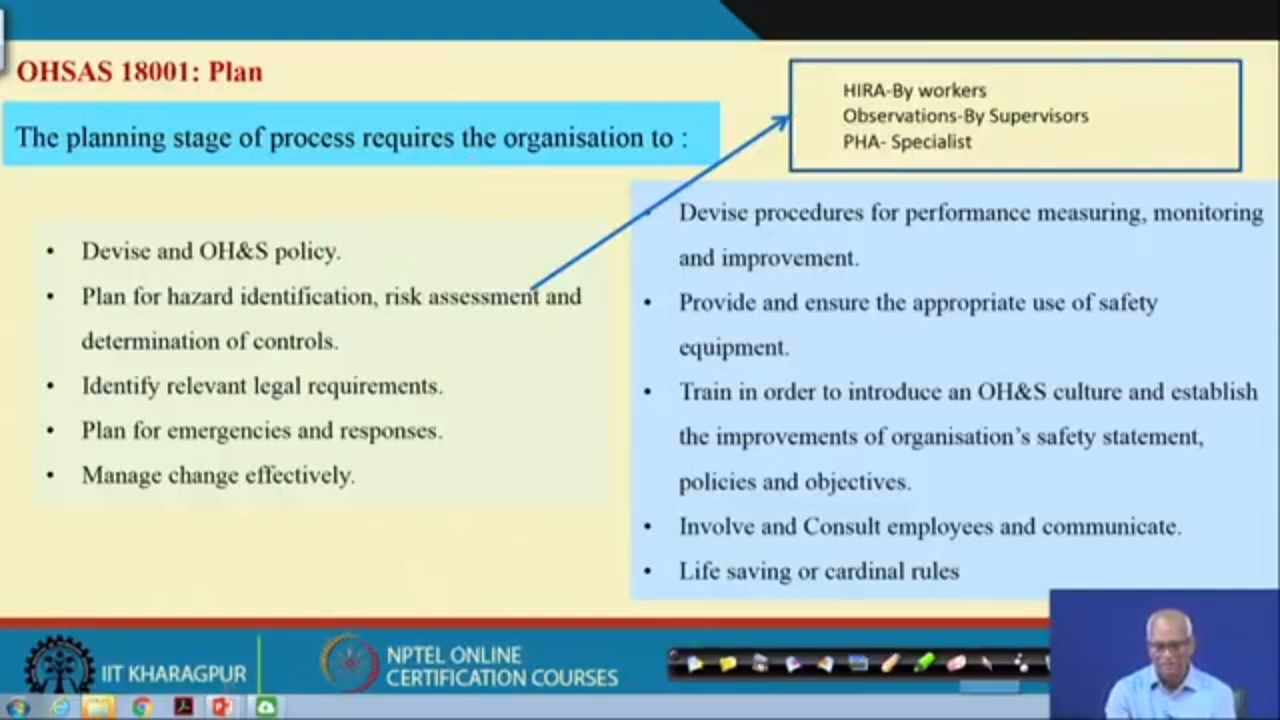 OHSAS 18001: Plan
The planning stage of process requires the organisation to :
HIRA-By workers
Observations-By Supervisors
PHA- Specialist
• Devise and OH&S policy.
• Plan for hazard identification, risk assessment and
determination of controls.
• Identify relevant legal requirements.
• Plan for emergencies and responses.
• Manage change effectively.
• Devise procedures for performance measuring, monitoring
and improvement.
• Provide and ensure the appropriate use of safety
equipment.
• Train in order to introduce an OH&S culture and establish
the improvements of organisation's safety statement,
policies and objectives.
• Involve and Consult employees and communicate.
• Life saving or cardinal rules
IIT KHARAGPUR
NPTEL ONLINE
CERTIFICATION COURSES